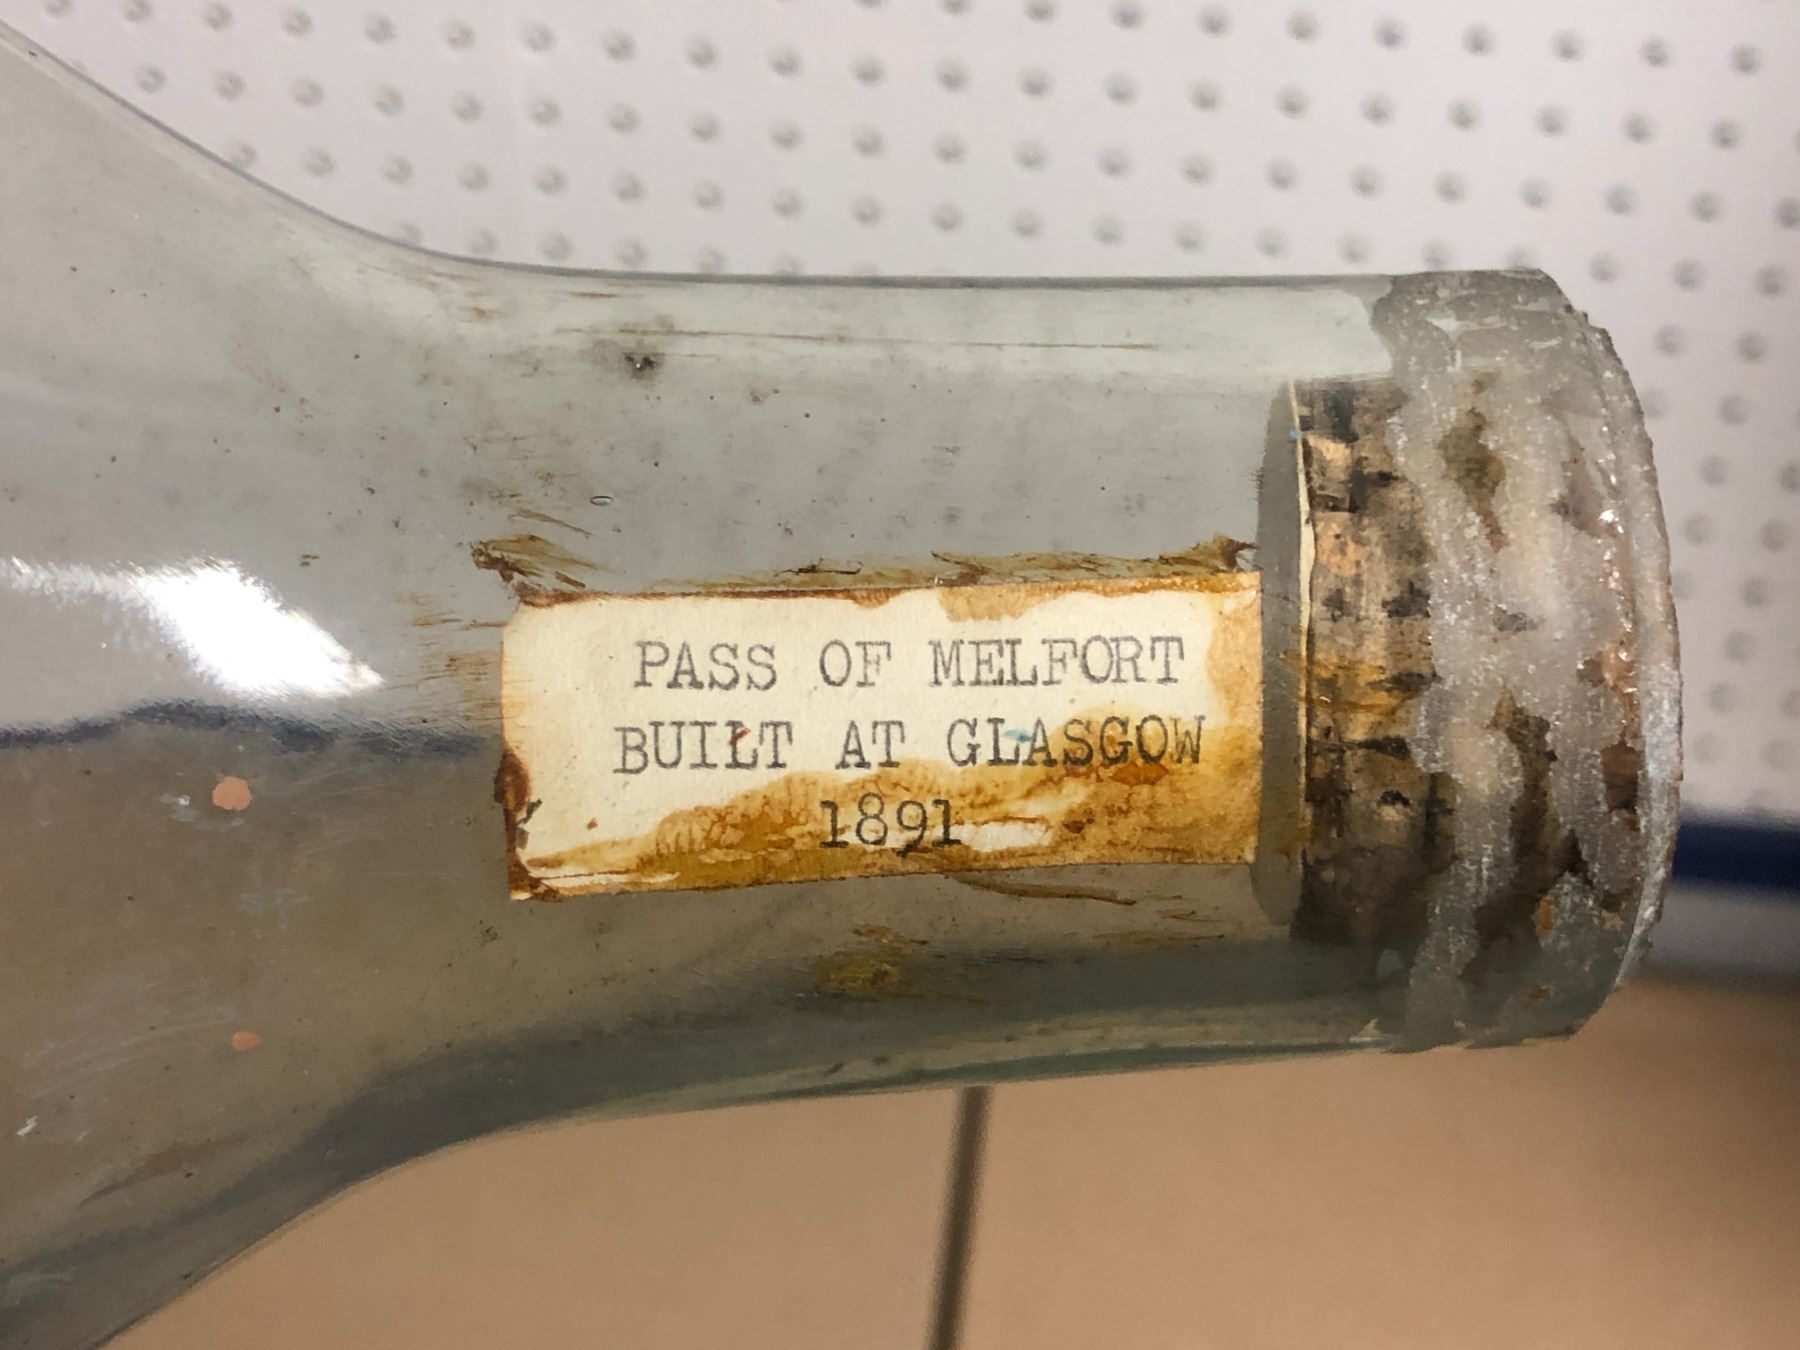 PASS OF MELFORT
BUILT AT GLASGOW
1891